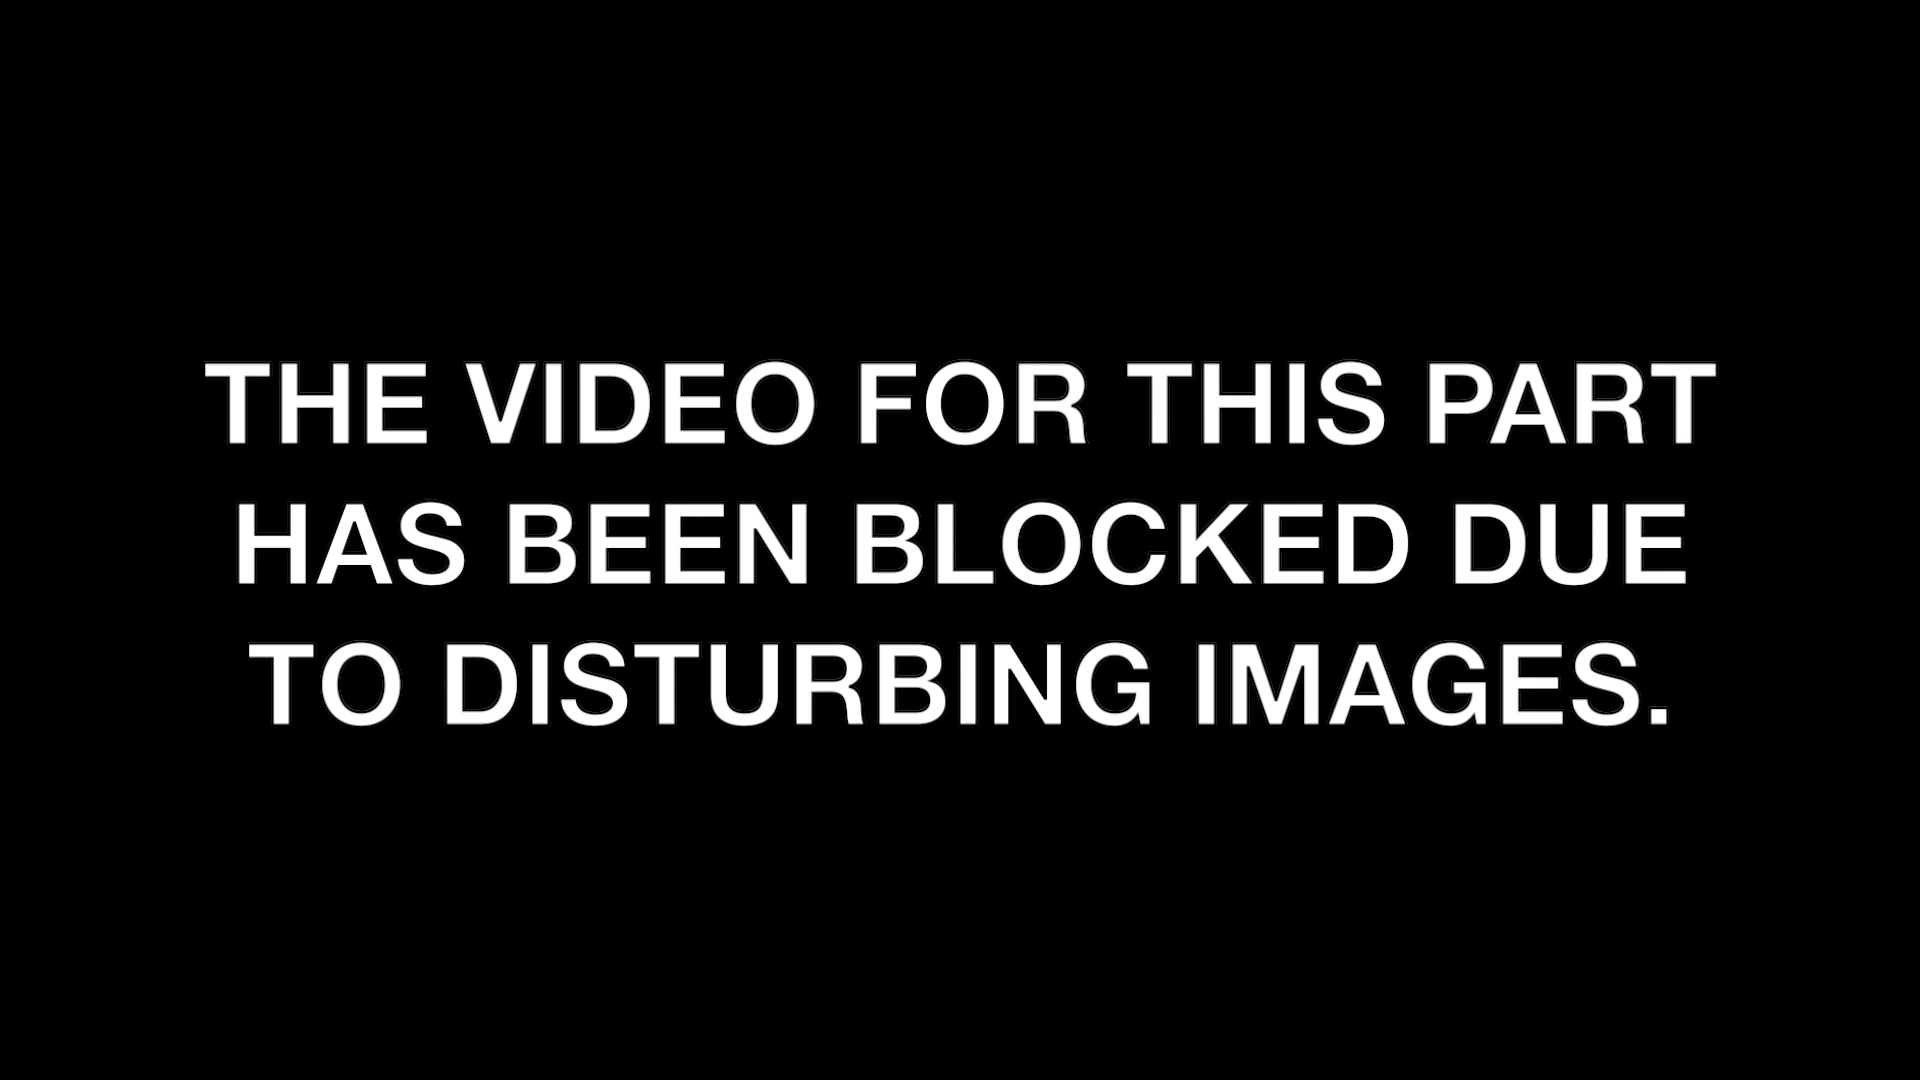 THE VIDEO FOR THIS PART
HAS BEEN BLOCKED DUE
TO DISTURBING IMAGES.